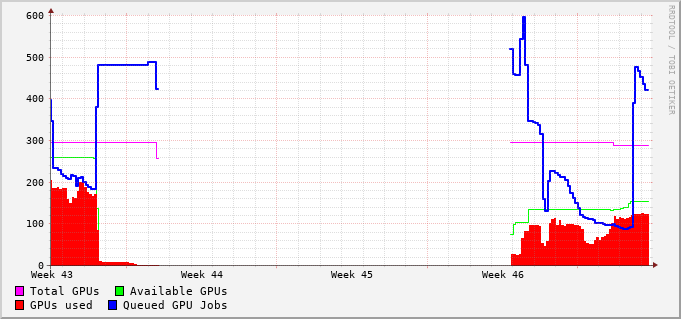 600
500
400
300
200
100
0
Week 43 Week 44 Week 45 Week 46
Total GPUs Available GPUs
GPUs used Queued GPU Jobs
RRDTOOL / TOBI OETIKER